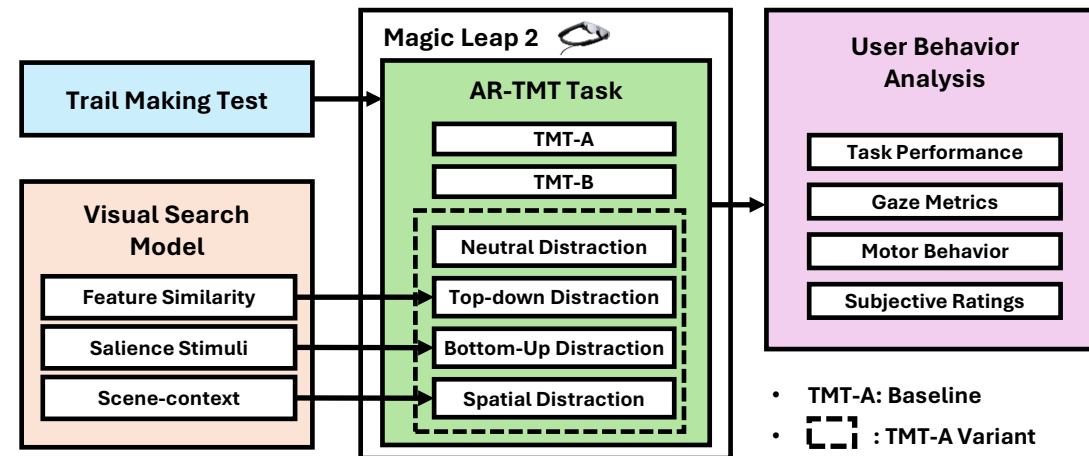 Trail Making Test
Visual Search
Model
Feature Similarity
Salience Stimuli
Scene-context
Magic Leap 2
AR-TMT Task
TMT-A
TMT-B
Neutral Distraction
Top-down Distraction
Bottom-Up Distraction
Spatial Distraction
User Behavior
Analysis
Task Performance
Gaze Metrics
Motor Behavior
Subjective Ratings
• TMT-A: Baseline
• : TMT-A Variant